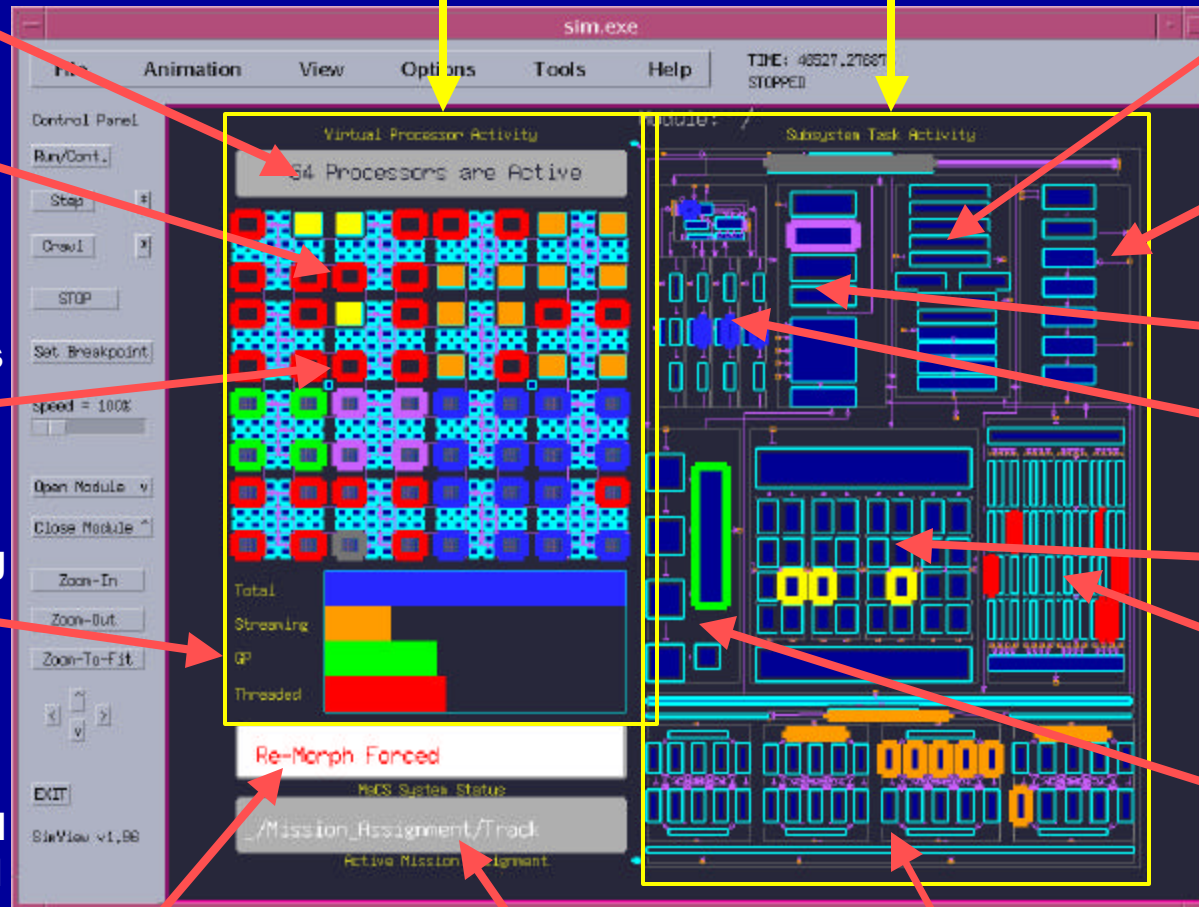 sim.exe
File Animation View Options Tools Help
TIME: 40527.27887
STOPPED
Control Panel
Run/Cont.
Step
Crawl
STOP
Set Breakpoint
Speed = 100%
Open Module v
Close Module ^
Zoom-In
Zoom-Out
Zoom-To-Fit
^
< >
v
EXIT
SimView v1.96
Module: /
Virtual Processor Activity
64 Processors are Active
Total
Streaming
GP
Threaded
Re-Morph Forced
MaCS System Status
_/Mission_Assignment/Track
Active Mission Assignment
Subsystem Task Activity
s
g